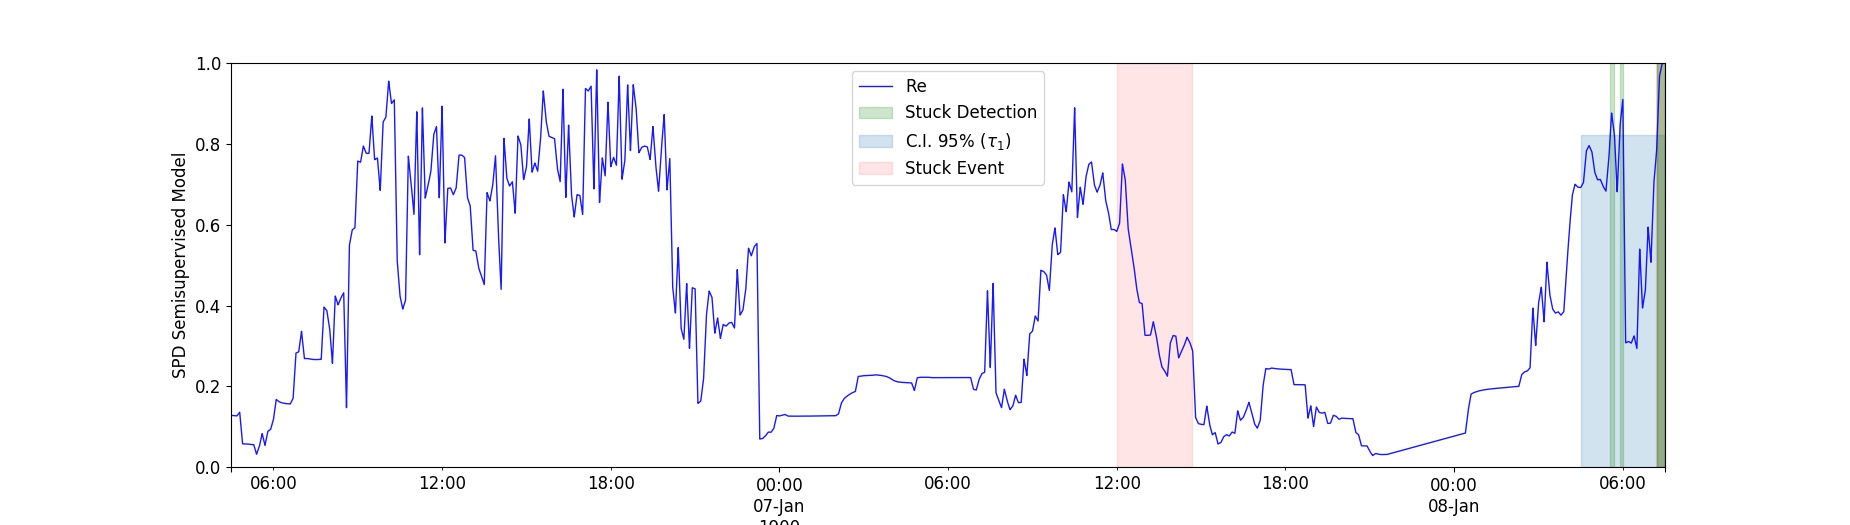 1.0
0.8
0.6
0.4
0.2
0.0
SPD Semisupervised Model
Re
Stuck Detection
C.I. 95% (τ₁)
Stuck Event
06:00 12:00 18:00 00:00 06:00 12:00 18:00 00:00 06:00
07-Jan 08-Jan